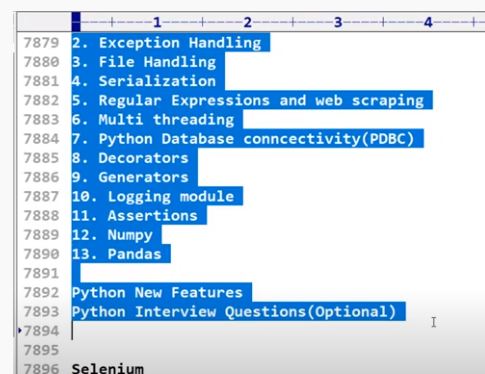 1 2 3 4
7879 2. Exception Handling
7880 3. File Handling
7881 4. Serialization
7882 5. Regular Expressions and web scraping
7883 6. Multi threading
7884 7. Python Database conncectivity(PDBC)
7885 8. Decorators
7886 9. Generators
7887 10. Logging module
7888 11. Assertions
7889 12. Numpy
7890 13. Pandas
7891
7892 Python New Features
7893 Python Interview Questions(Optional)
7894
7895
7896 Selenium